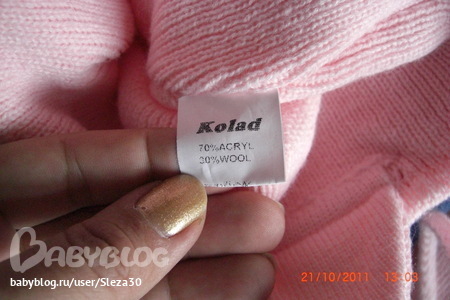 Kolad
70%ACRYL
30%WOOL
BABYBLOG
babyblog.ru/user/Sleza30
21/10/2011 13:03